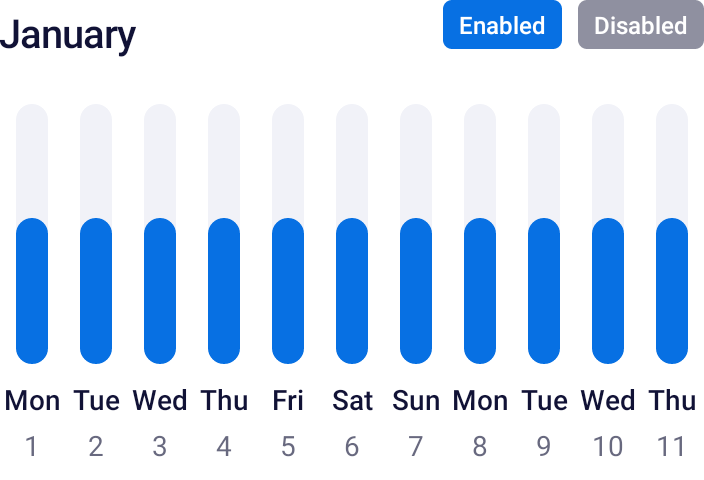 January
Enabled Disabled
Mon Tue Wed Thu Fri Sat Sun Mon Tue Wed Thu
1 2 3 4 5 6 7 8 9 10 11